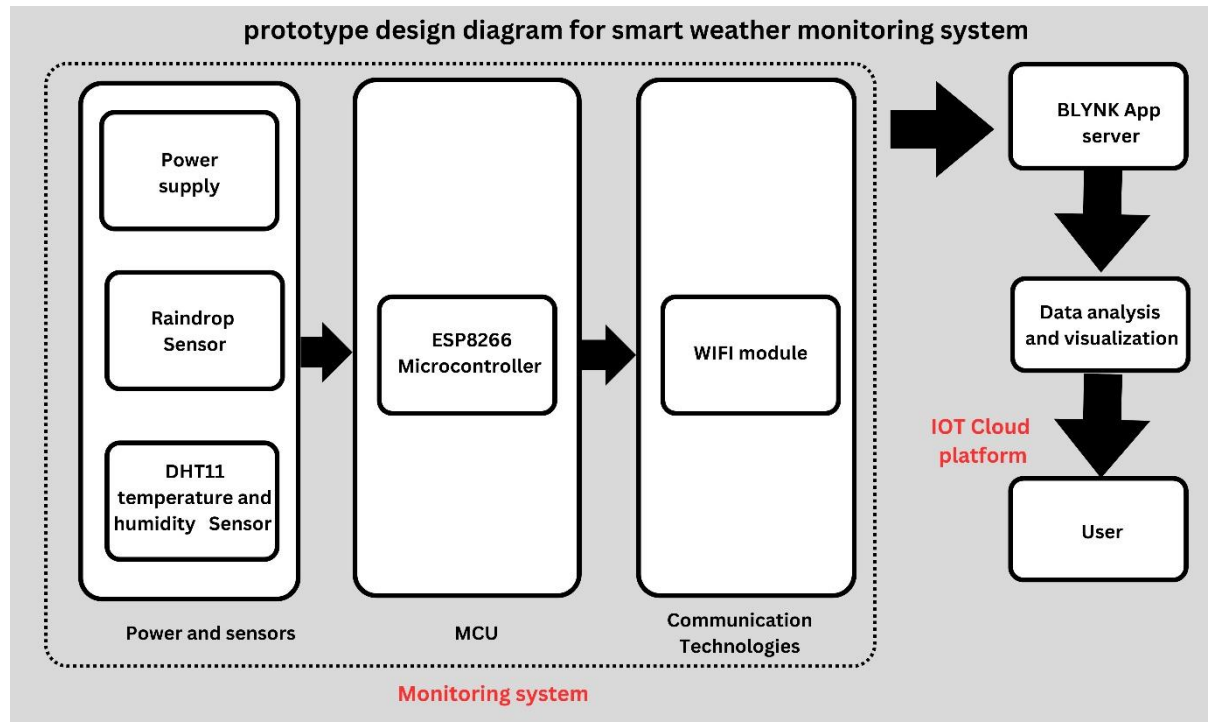 prototype design diagram for smart weather monitoring system
Power
supply
Raindrop
Sensor
DHT11
temperature and
humidity Sensor
Power and sensors
ESP8266
Microcontroller
MCU
WIFI module
Communication
Technologies
Monitoring system
BLYNK App
server
Data analysis
and visualization
IOT Cloud
platform
User